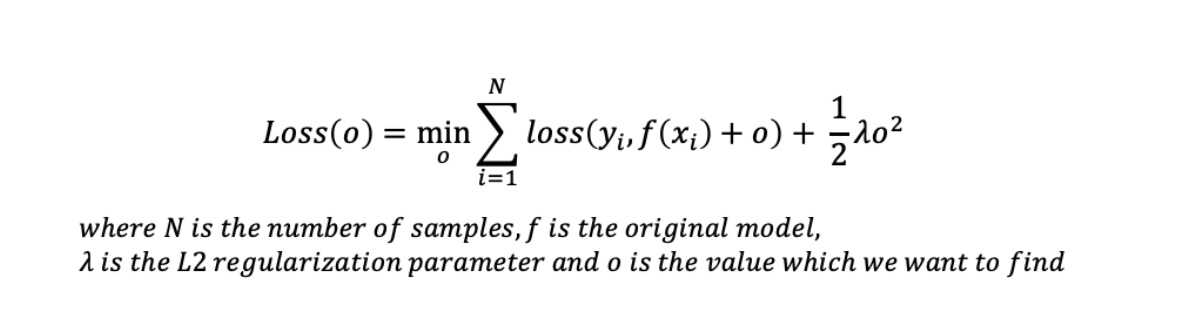 Loss(o) = min_o ∑_{i=1}^{N} loss(y_i, f(x_i) + o) + \frac{1}{2} λo²
where N is the number of samples, f is the original model,
λ is the L2 regularization parameter and o is the value which we want to find